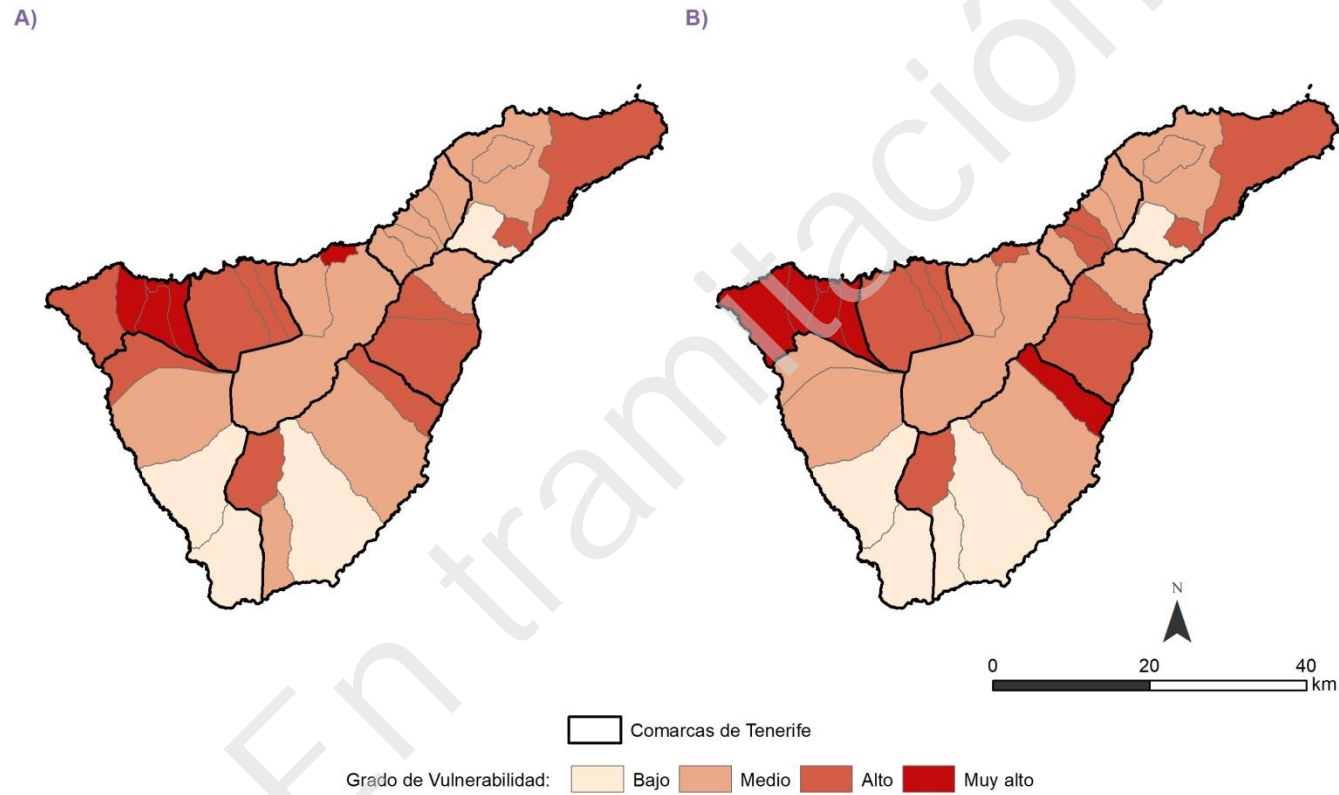 A)
B)
En tramitación
N
0 20 40
km
Comarcas de Tenerife
Grado de Vulnerabilidad: Bajo Medio Alto Muy alto